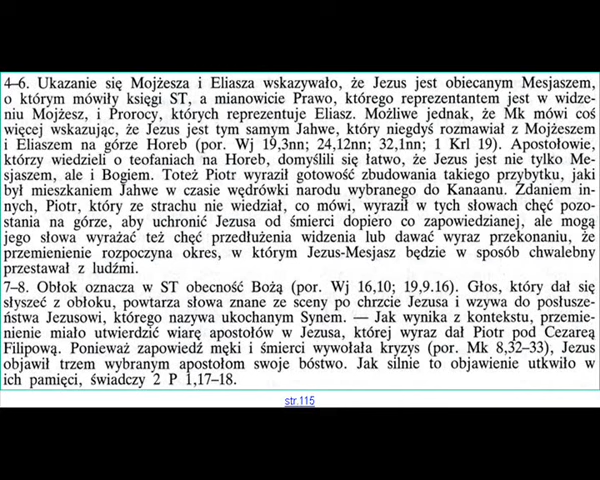 4–6. Ukazanie się Mojżesza i Eliasza wskazywało, że Jezus jest obiecanym Mesjaszem,
o którym mówiły księgi ST, a mianowicie Prawo, którego reprezentantem jest w widze-
niu Mojżesz, i Prorocy, których reprezentuje Eliasz. Możliwe jednak, że Mk mówi coś
więcej wskazując, że Jezus jest tym samym Jahwe, który niegdyś rozmawiał z Mojżeszem
i Eliaszem na górze Horeb (por. Wj 19,3nn; 24,12nn; 32,1nn; 1 Krl 19). Apostołowie,
którzy wiedzieli o teofaniach na Horeb, domyślili się łatwo, że Jezus jest nie tylko Me-
sjaszem, ale i Bogiem. Toteż Piotr wyraził gotowość zbudowania takiego przybytku, jaki
był mieszkaniem Jahwe w czasie wędrówki narodu wybranego do Kanaanu. Zdaniem in-
nych, Piotr, który ze strachu nie wiedział, co mówi, wyraził w tych słowach chęć pozo-
stania na górze, aby uchronić Jezusa od śmierci dopiero co zapowiedzianej, ale mogą
jego słowa wyrażać też chęć przedłużenia widzenia lub dawać wyraz przekonaniu, że
przemienienie rozpoczyna okres, w którym Jezus-Mesjasz będzie w sposób chwalebny
przestawał z ludźmi.
7–8. Obłok oznacza w ST obecność Bożą (por. Wj 16,10; 19,9.16). Głos, który dał się
słyszeć z obłoku, powtarza słowa znane ze sceny po chrzcie Jezusa i wzywa do posłusze-
ństwa Jezusowi, którego nazywa ukochanym Synem. — Jak wynika z kontekstu, przemie-
nienie miało utwierdzić wiarę apostołów w Jezusa, której wyraz dał Piotr pod Cezareą
Filipową. Ponieważ zapowiedź męki i śmierci wywołała kryzys (por. Mk 8,32–33), Jezus
objawił trzem wybranym apostołom swoje bóstwo. Jak silnie to objawienie utkwiło w
ich pamięci, świadczy 2 P 1,17–18.
str.115